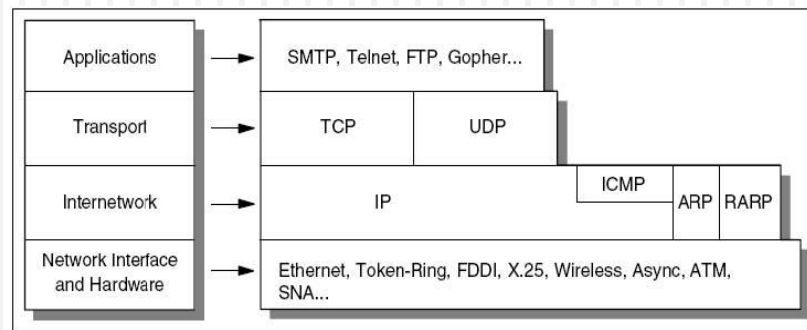 Applications
SMTP, Telnet, FTP, Gopher...
Transport
TCP
UDP
Internetwork
IP
ICMP
ARP
RARP
Network Interface
and Hardware
Ethernet, Token-Ring, FDDI, X.25, Wireless, Async, ATM,
SNA...